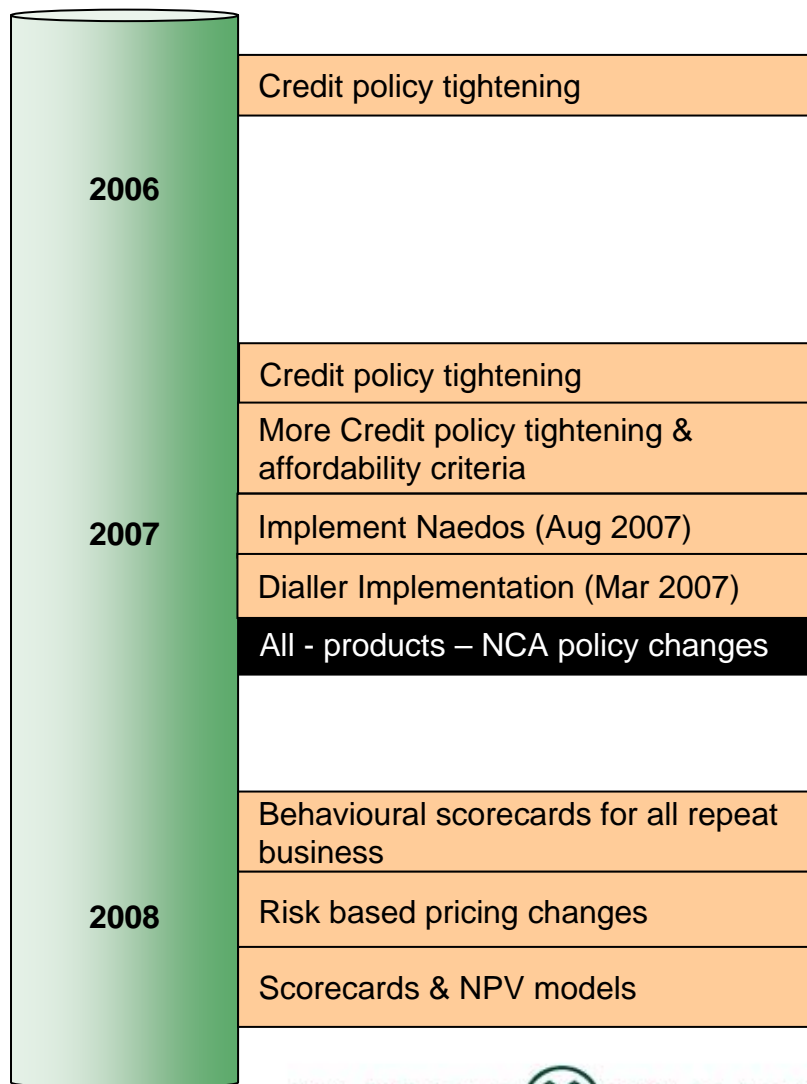 Credit policy tightening
2006
Credit policy tightening
More Credit policy tightening &
affordability criteria
2007
Implement Naedos (Aug 2007)
Dialler Implementation (Mar 2007)
All - products – NCA policy changes
Behavioural scorecards for all repeat
business
2008
Risk based pricing changes
Scorecards & NPV models